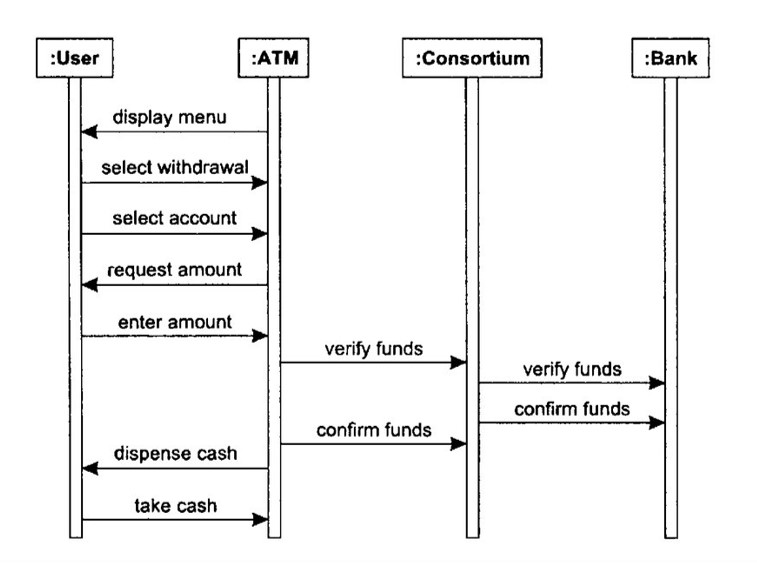 :User
:ATM
:Consortium
:Bank
display menu
select withdrawal
select account
request amount
enter amount
verify funds
verify funds
confirm funds
confirm funds
dispense cash
take cash